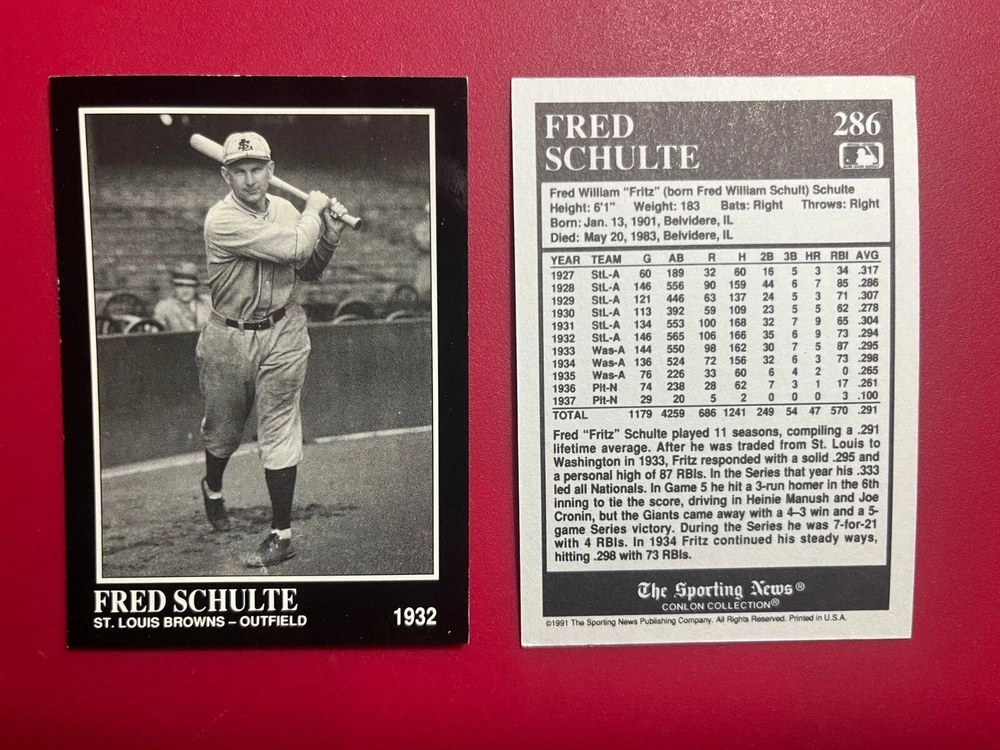 FRED SCHULTE
ST. LOUIS BROWNS – OUTFIELD
1932
FRED
SCHULTE
286
Fred William "Fritz" (born Fred William Schult) Schulte
Height: 6'1" Weight: 183 Bats: Right Throws: Right
Born: Jan. 13, 1901, Belvidere, IL
Died: May 20, 1983, Belvidere, IL
YEAR TEAM G AB R H 2B 3B HR RBI AVG
1927 StL-A 60 189 32 60 16 5 3 34 .317
1928 StL-A 146 556 90 159 44 6 7 85 .286
1929 StL-A 121 446 63 137 24 5 3 71 .307
1930 StL-A 113 392 59 109 23 5 5 62 .278
1931 StL-A 134 553 100 168 32 7 9 65 .304
1932 StL-A 146 565 106 166 35 6 9 73 .294
1933 Was-A 144 550 98 162 30 7 5 87 .295
1934 Was-A 136 524 72 156 32 6 3 73 .298
1935 Was-A 76 226 33 60 6 4 2 0 .265
1936 Pit-N 74 238 28 62 7 3 1 17 .261
1937 Pit-N 29 20 5 2 0 0 0 3 .100
TOTAL 1179 4259 686 1241 249 54 47 570 .291
Fred "Fritz" Schulte played 11 seasons, compiling a .291
lifetime average. After he was traded from St. Louis to
Washington in 1933, Fritz responded with a solid .295 and
a personal high of 87 RBIs. In the Series that year his .333
led all Nationals. In Game 5 he hit a 3-run homer in the 6th
inning to tie the score, driving in Heinie Manush and Joe
Cronin, but the Giants came away with a 4–3 win and a 5-
game Series victory. During the Series he was 7-for-21
with 4 RBIs. In 1934 Fritz continued his steady ways,
hitting .298 with 73 RBIs.
The Sporting News®
CONLON COLLECTION®
©1991 The Sporting News Publishing Company. All Rights Reserved. Printed in U.S.A.